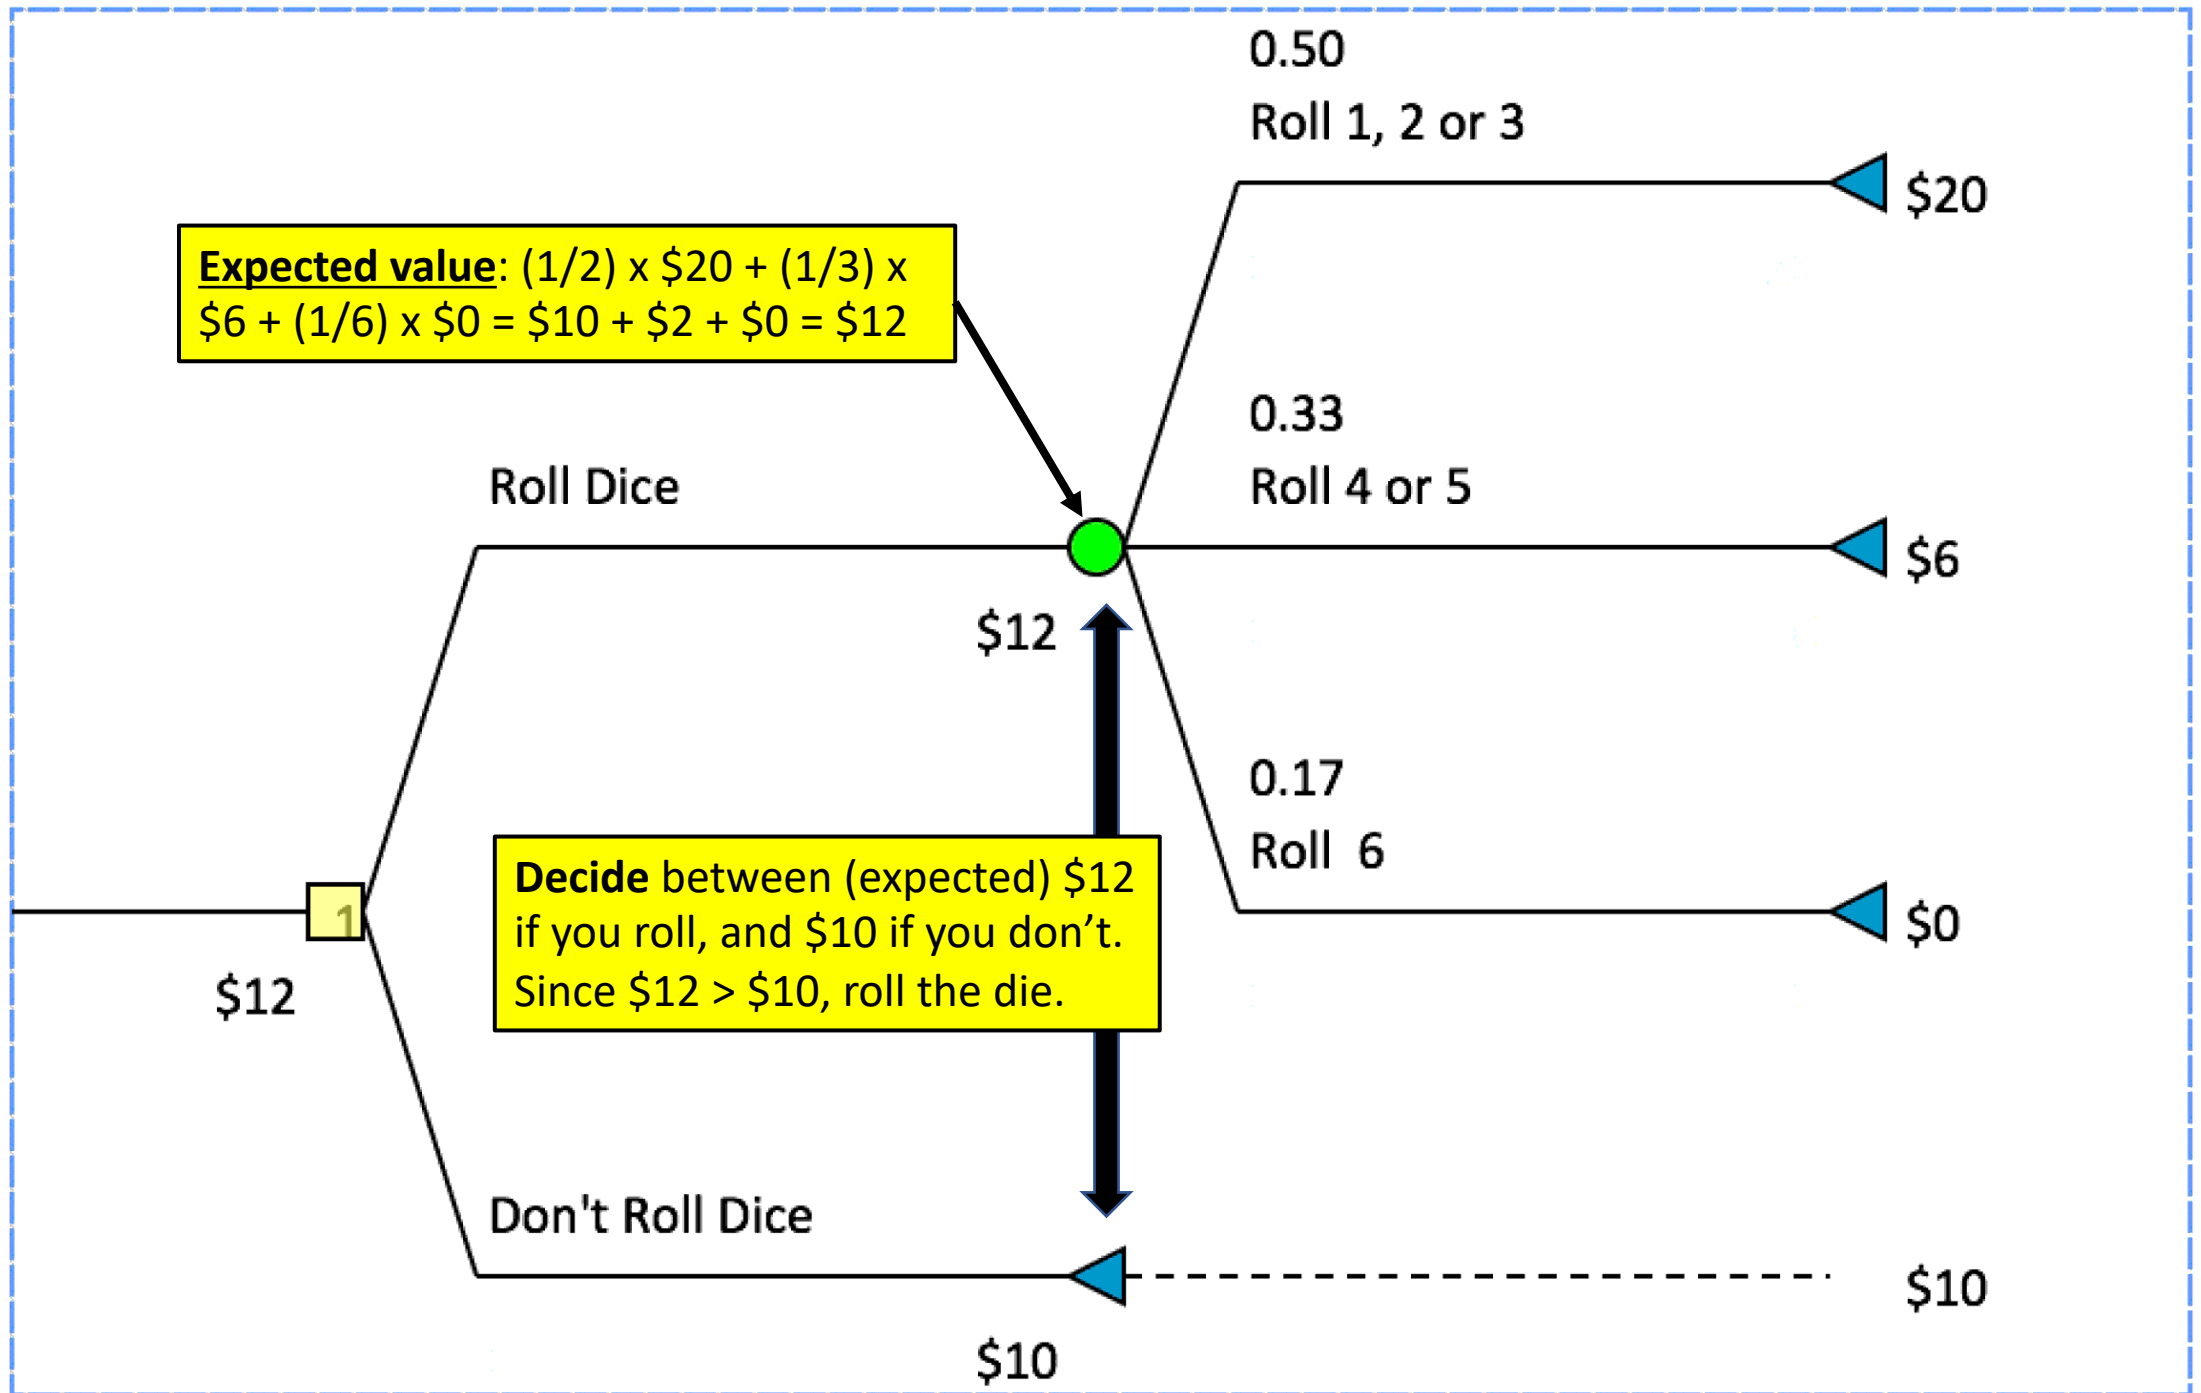 0.50
Roll 1, 2 or 3
$20
Expected value: (1/2) x $20 + (1/3) x
$6 + (1/6) x $0 = $10 + $2 + $0 = $12
0.33
Roll 4 or 5
$6
Roll Dice
$12
0.17
Roll  6
$0
1
$12
Decide between (expected) $12
if you roll, and $10 if you don’t.
Since $12 > $10, roll the die.
Don't Roll Dice
$10
$10